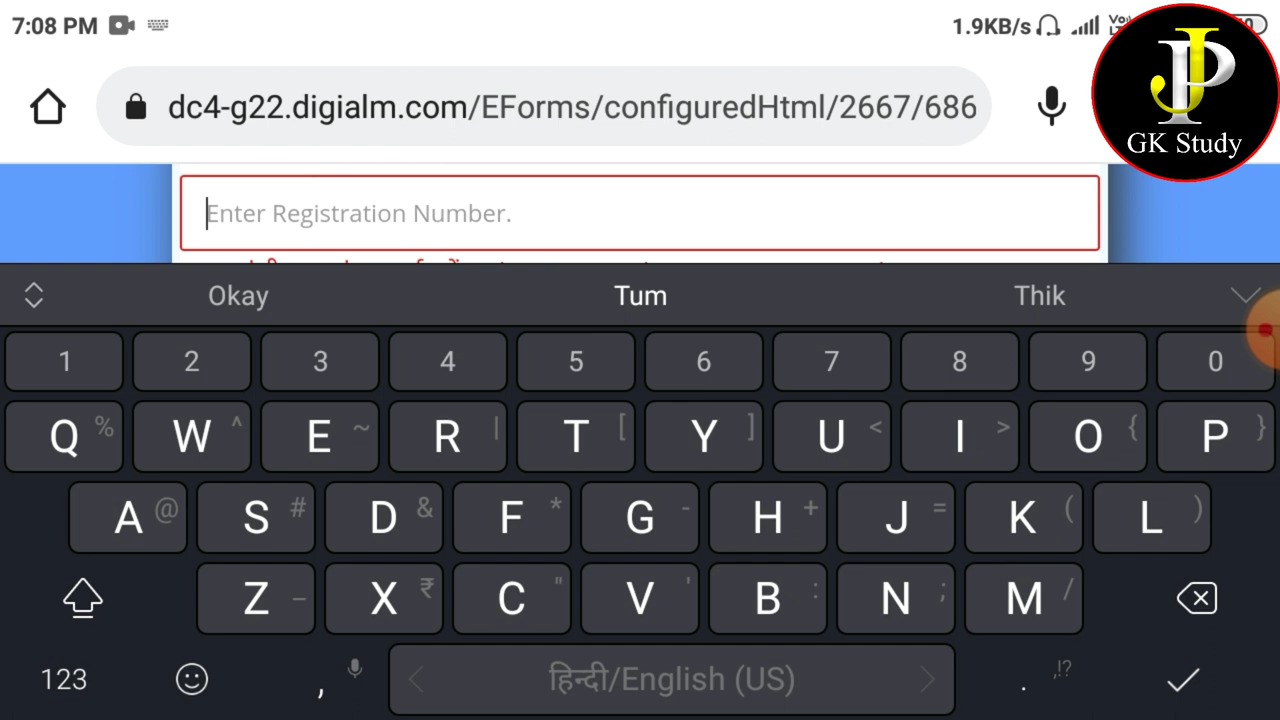 7:08 PM
1.9KB/s
dc4-g22.digialm.com/EForms/configuredHtml/2667/686
JP
GK Study
Enter Registration Number.
Okay Tum Thik
1 2 3 4 5 6 7 8 9 0
Q % W ^ E ~ R | T [ Y ] U < I > O { P }
A @ S # D & F * G - H + J = K ( L )
Z _ X ₹ C " V ' B : N ; M /
123 , हिन्दी/English (US) . ,!?